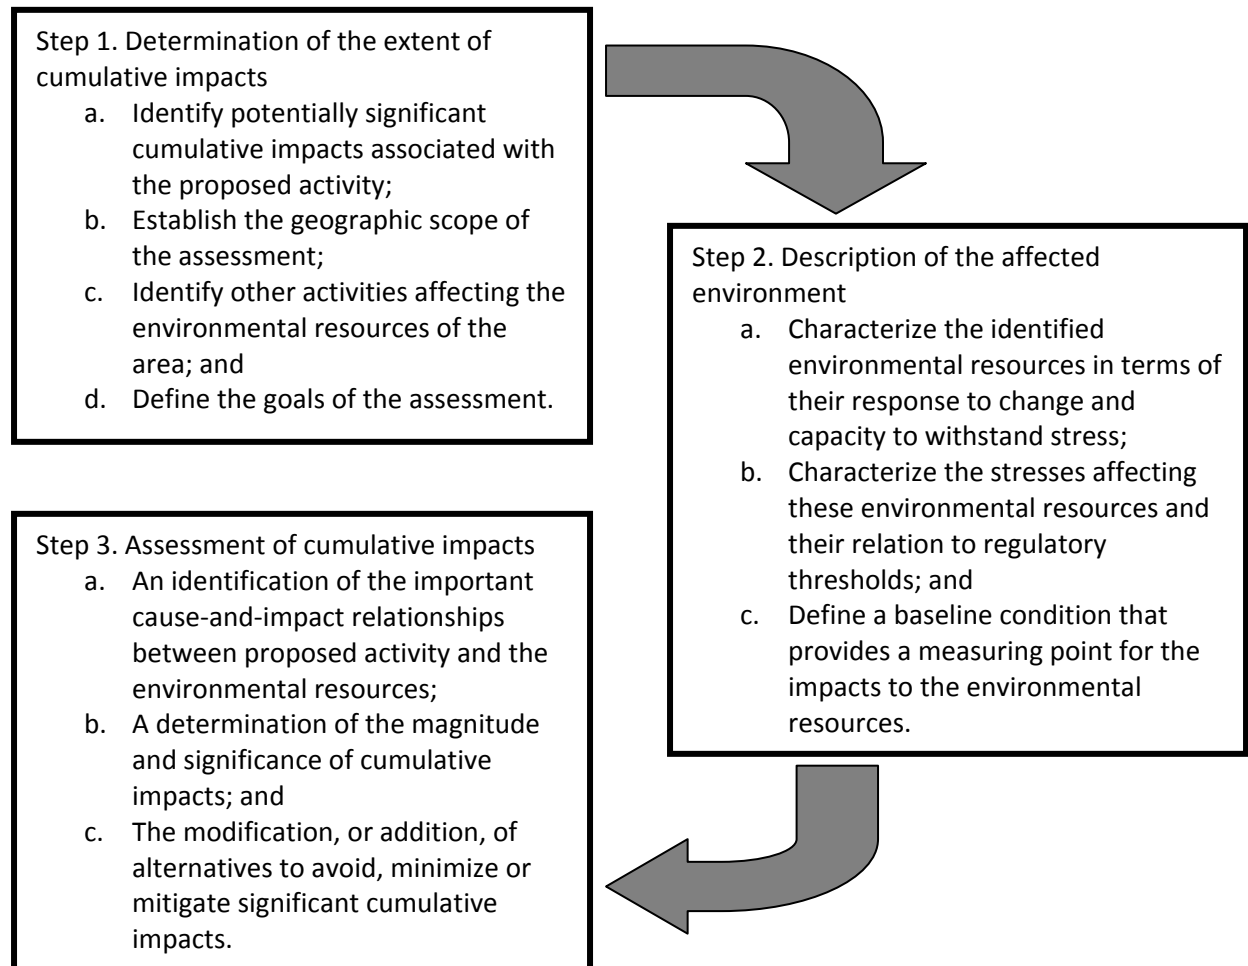 Step 1. Determination of the extent of
cumulative impacts
a. Identify potentially significant
cumulative impacts associated with
the proposed activity;
b. Establish the geographic scope of
the assessment;
c. Identify other activities affecting the
environmental resources of the
area; and
d. Define the goals of the assessment.
Step 2. Description of the affected
environment
a. Characterize the identified
environmental resources in terms of
their response to change and
capacity to withstand stress;
b. Characterize the stresses affecting
these environmental resources and
their relation to regulatory
thresholds; and
c. Define a baseline condition that
provides a measuring point for the
impacts to the environmental
resources.
Step 3. Assessment of cumulative impacts
a. An identification of the important
cause-and-impact relationships
between proposed activity and the
environmental resources;
b. A determination of the magnitude
and significance of cumulative
impacts; and
c. The modification, or addition, of
alternatives to avoid, minimize or
mitigate significant cumulative
impacts.